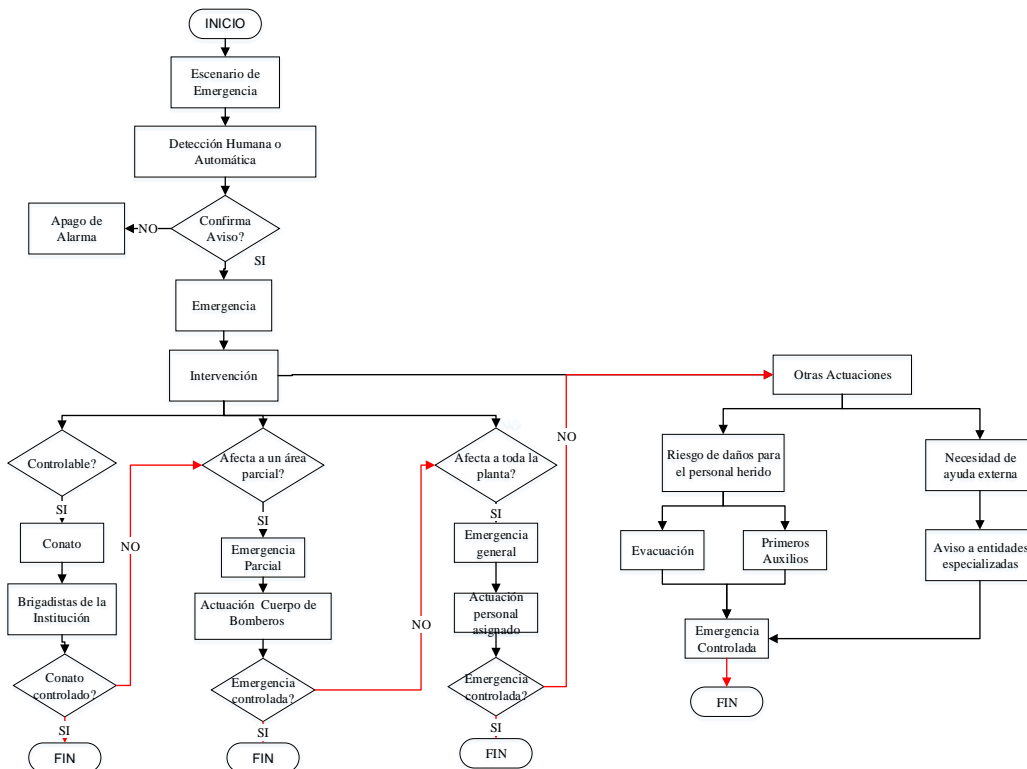 INICIO
Escenario de
Emergencia
Detección Humana o
Automática
Confirma
Aviso?
NO
Apago de
Alarma
SI
Emergencia
Intervención
Otras Actuaciones
Controlable?
Afecta a un área
parcial?
Afecta a toda la
planta?
NO
Riesgo de daños para
el personal herido
Necesidad de
ayuda externa
SI
SI
SI
Conato
NO
Emergencia
Parcial
Emergencia
general
Evacuación
Primeros
Auxilios
Aviso a entidades
especializadas
Brigadistas de la
Institución
Actuación Cuerpo de
Bomberos
NO
Actuación
personal
asignado
Emergencia
Controlada
Conato
controlado?
Emergencia
controlada?
Emergencia
controlada?
FIN
SI
SI
SI
FIN
FIN
FIN